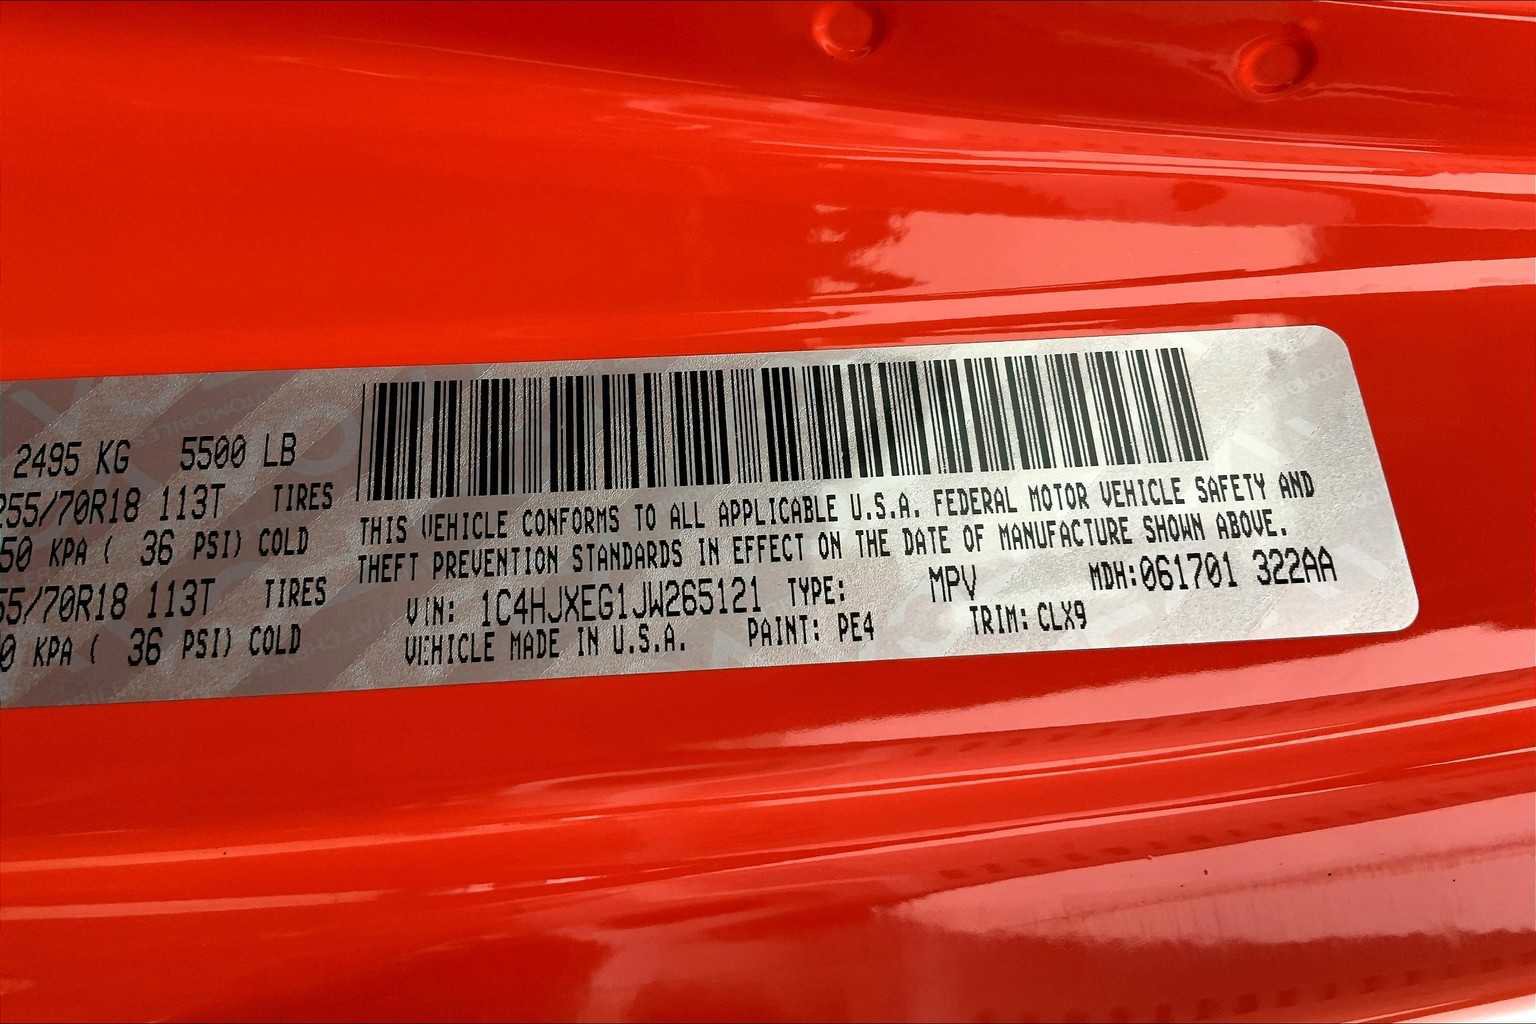 2495 KG 5500 LB
255/70R18 113T TIRES
50 KPA ( 36 PSI) COLD
55/70R18 113T TIRES
0 KPA ( 36 PSI) COLD
THIS VEHICLE CONFORMS TO ALL APPLICABLE U.S.A. FEDERAL MOTOR VEHICLE SAFETY AND
THEFT PREVENTION STANDARDS IN EFFECT ON THE DATE OF MANUFACTURE SHOWN ABOVE.
VIN: 1C4HJXEG1JW265121 TYPE: MPV MDH:061701 322AA
VEHICLE MADE IN U.S.A. PAINT: PE4 TRIM: CLX9